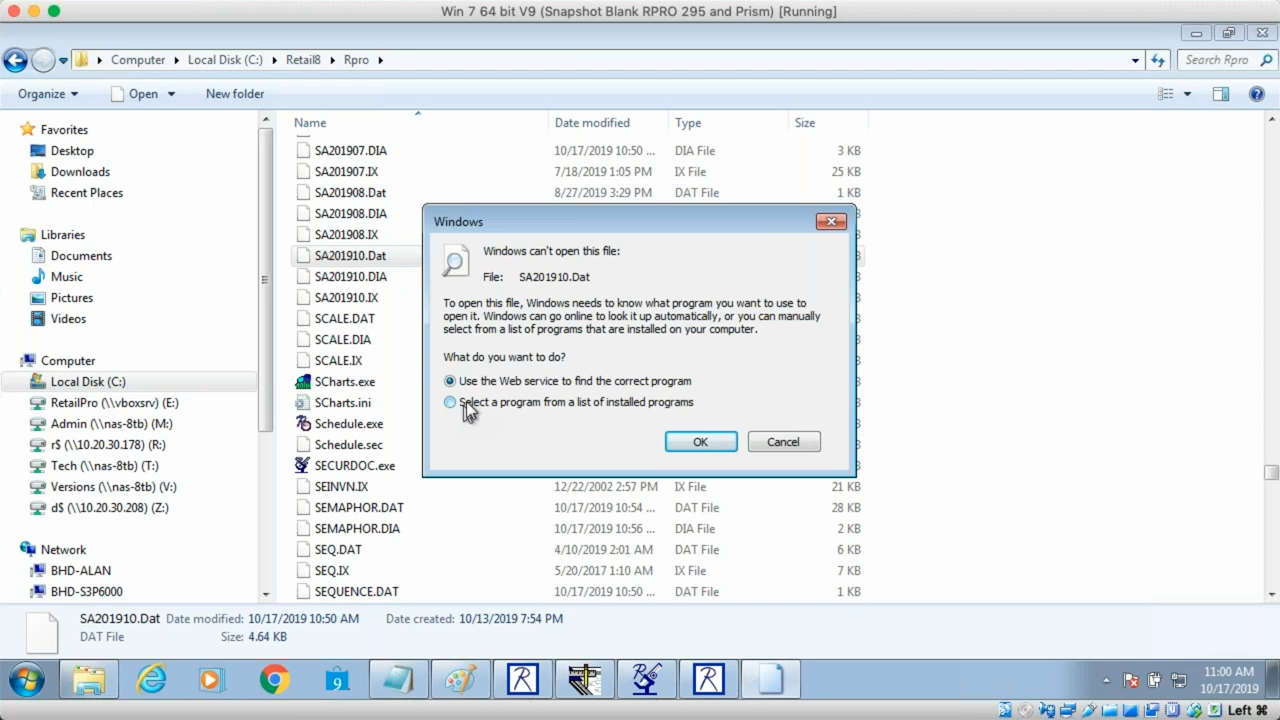 Win 7 64 bit V9 (Snapshot Blank RPRO 295 and Prism) [Running]
Computer Local Disk (C:) Retail8 Rpro
Search Rpro
Organize Open New folder
Name Date modified Type Size
Favorites
Desktop
Downloads
Recent Places
Libraries
Documents
Music
Pictures
Videos
Computer
Local Disk (C:)
RetailPro (\\vboxsrv) (E:)
Admin (\\nas-8tb) (M:)
r$ (\\10.20.30.178) (R:)
Tech (\\nas-8tb) (T:)
Versions (\\nas-8tb) (V:)
d$ (\\10.20.30.208) (Z:)
Network
BHD-ALAN
BHD-S3P6000
SA201907.DIA 10/17/2019 10:50 ... DIA File 3 KB
SA201907.IX 7/18/2019 1:05 PM IX File 25 KB
SA201908.Dat 8/27/2019 3:29 PM DAT File 1 KB
SA201908.DIA
SA201908.IX
SA201910.Dat
SA201910.DIA
SA201910.IX
SCALE.DAT
SCALE.DIA
SCALE.IX
SCharts.exe
SCharts.ini
Schedule.exe
Schedule.sec
SECURDOC.exe
SEINVN.IX 12/22/2002 2:57 PM IX File 21 KB
SEMAPHOR.DAT 10/17/2019 10:54 ... DAT File 28 KB
SEMAPHOR.DIA 10/17/2019 10:56 ... DIA File 2 KB
SEQ.DAT 4/10/2019 2:01 AM DAT File 6 KB
SEQ.IX 5/20/2017 1:10 AM IX File 7 KB
SEQUENCE.DAT 10/17/2019 10:50 ... DAT File 1 KB
Windows
Windows can't open this file:
File: SA201910.Dat
To open this file, Windows needs to know what program you want to use to
open it. Windows can go online to look it up automatically, or you can manually
select from a list of programs that are installed on your computer.
What do you want to do?
Use the Web service to find the correct program
Select a program from a list of installed programs
OK Cancel
SA201910.Dat Date modified: 10/17/2019 10:50 AM Date created: 10/13/2019 7:54 PM
DAT File Size: 4.64 KB
9
R
R
11:00 AM
10/17/2019
Left ⌘